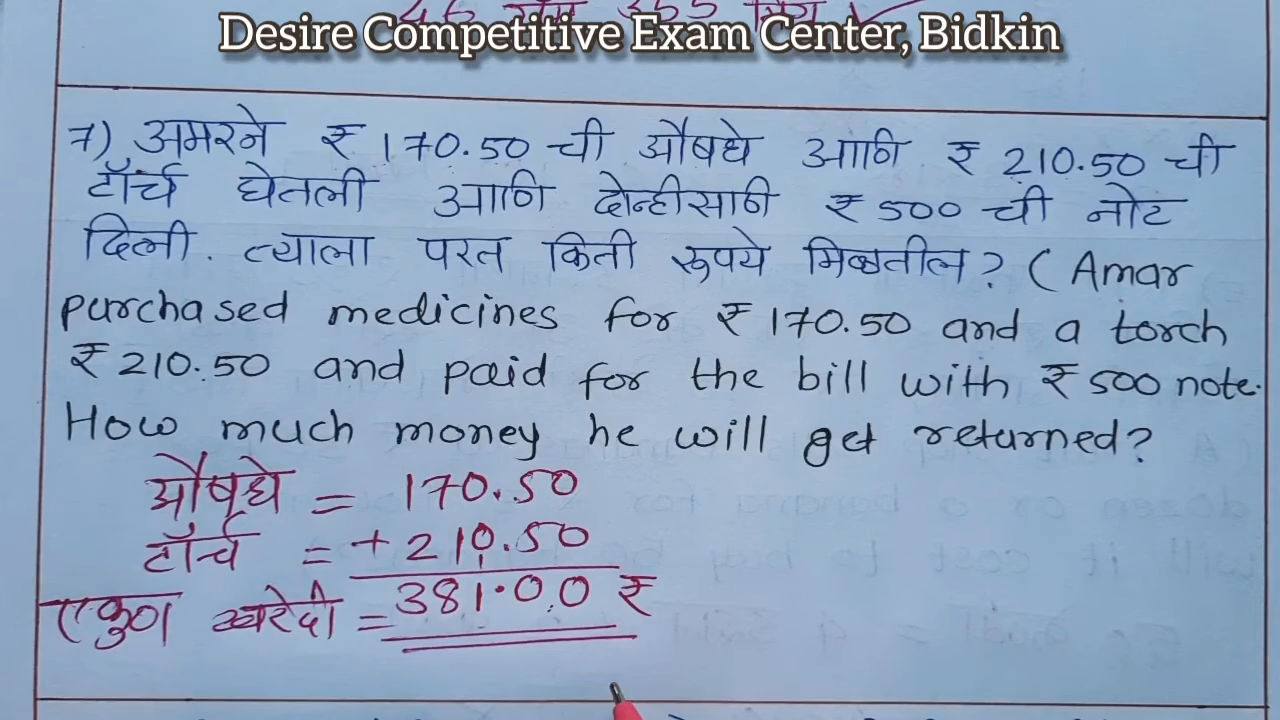 Desire Competitive Exam Center, Bidkin
7) अमरने ₹ 170.50 ची औषधे आणि ₹ 210.50 ची
टॉर्च घेतली आणि दोन्हीसाठी ₹ 500 ची नोट
दिली. त्याला परत किती रुपये मिळतील? (Amar
purchased medicines for ₹ 170.50 and a torch
₹ 210.50 and paid for the bill with ₹ 500 note.
How much money he will get returned?
औषधे = 170.50
टॉर्च = + 210.50
एकुण खरेदी = 381.00 ₹